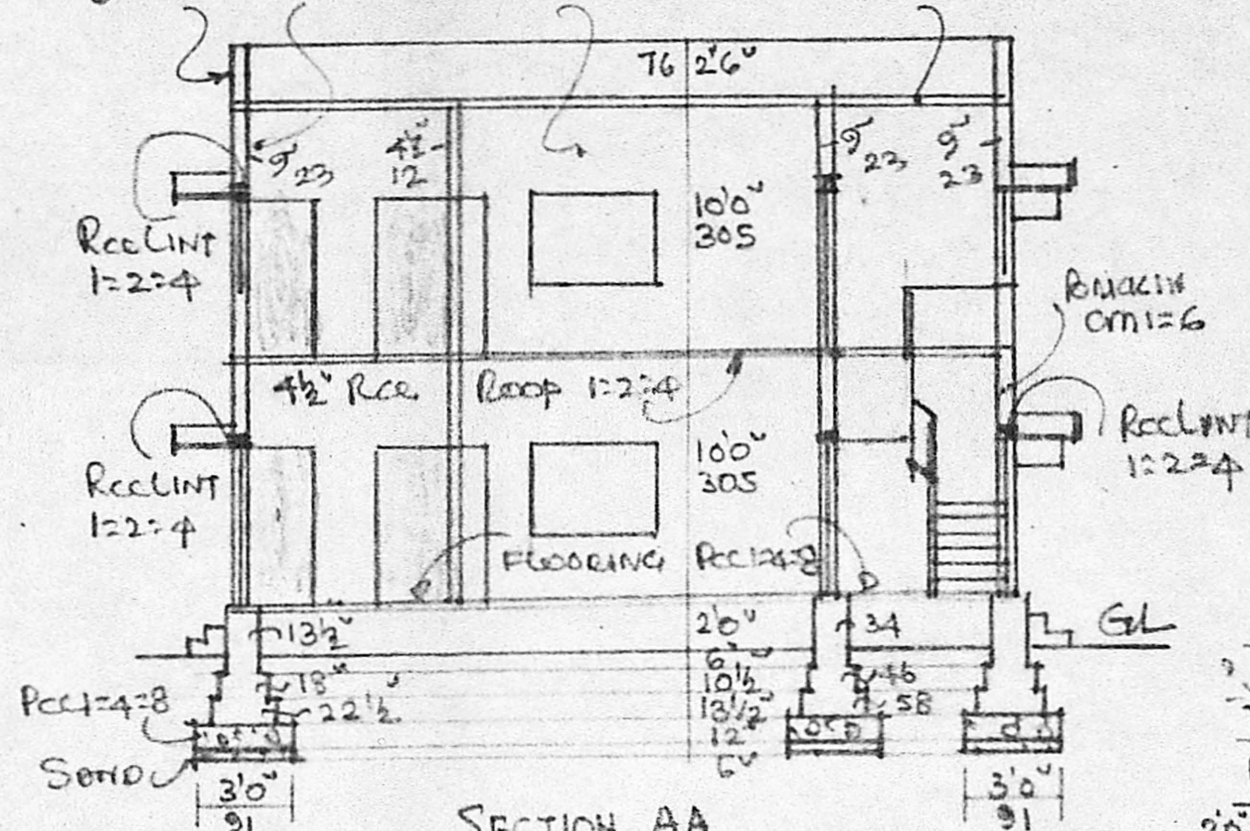 76 2'6"
9" 23
4½" 12
9" 23
9" 23
10'0"
305
RCC LINT
1=2=4
CM 1=6
4½" RCC ROOF 1=2=4
RCC LINT
1=2=4
10'0"
305
RCC LINT
1=2=4
FLOORING PCC 1=4=8
13½"
2'0"
34
GL
6"
18"
10½"
46
PCC 1=4=8
22½"
13½"
58
12"
6"
SAND
3'0"
91
3'0"
91
SECTION AA